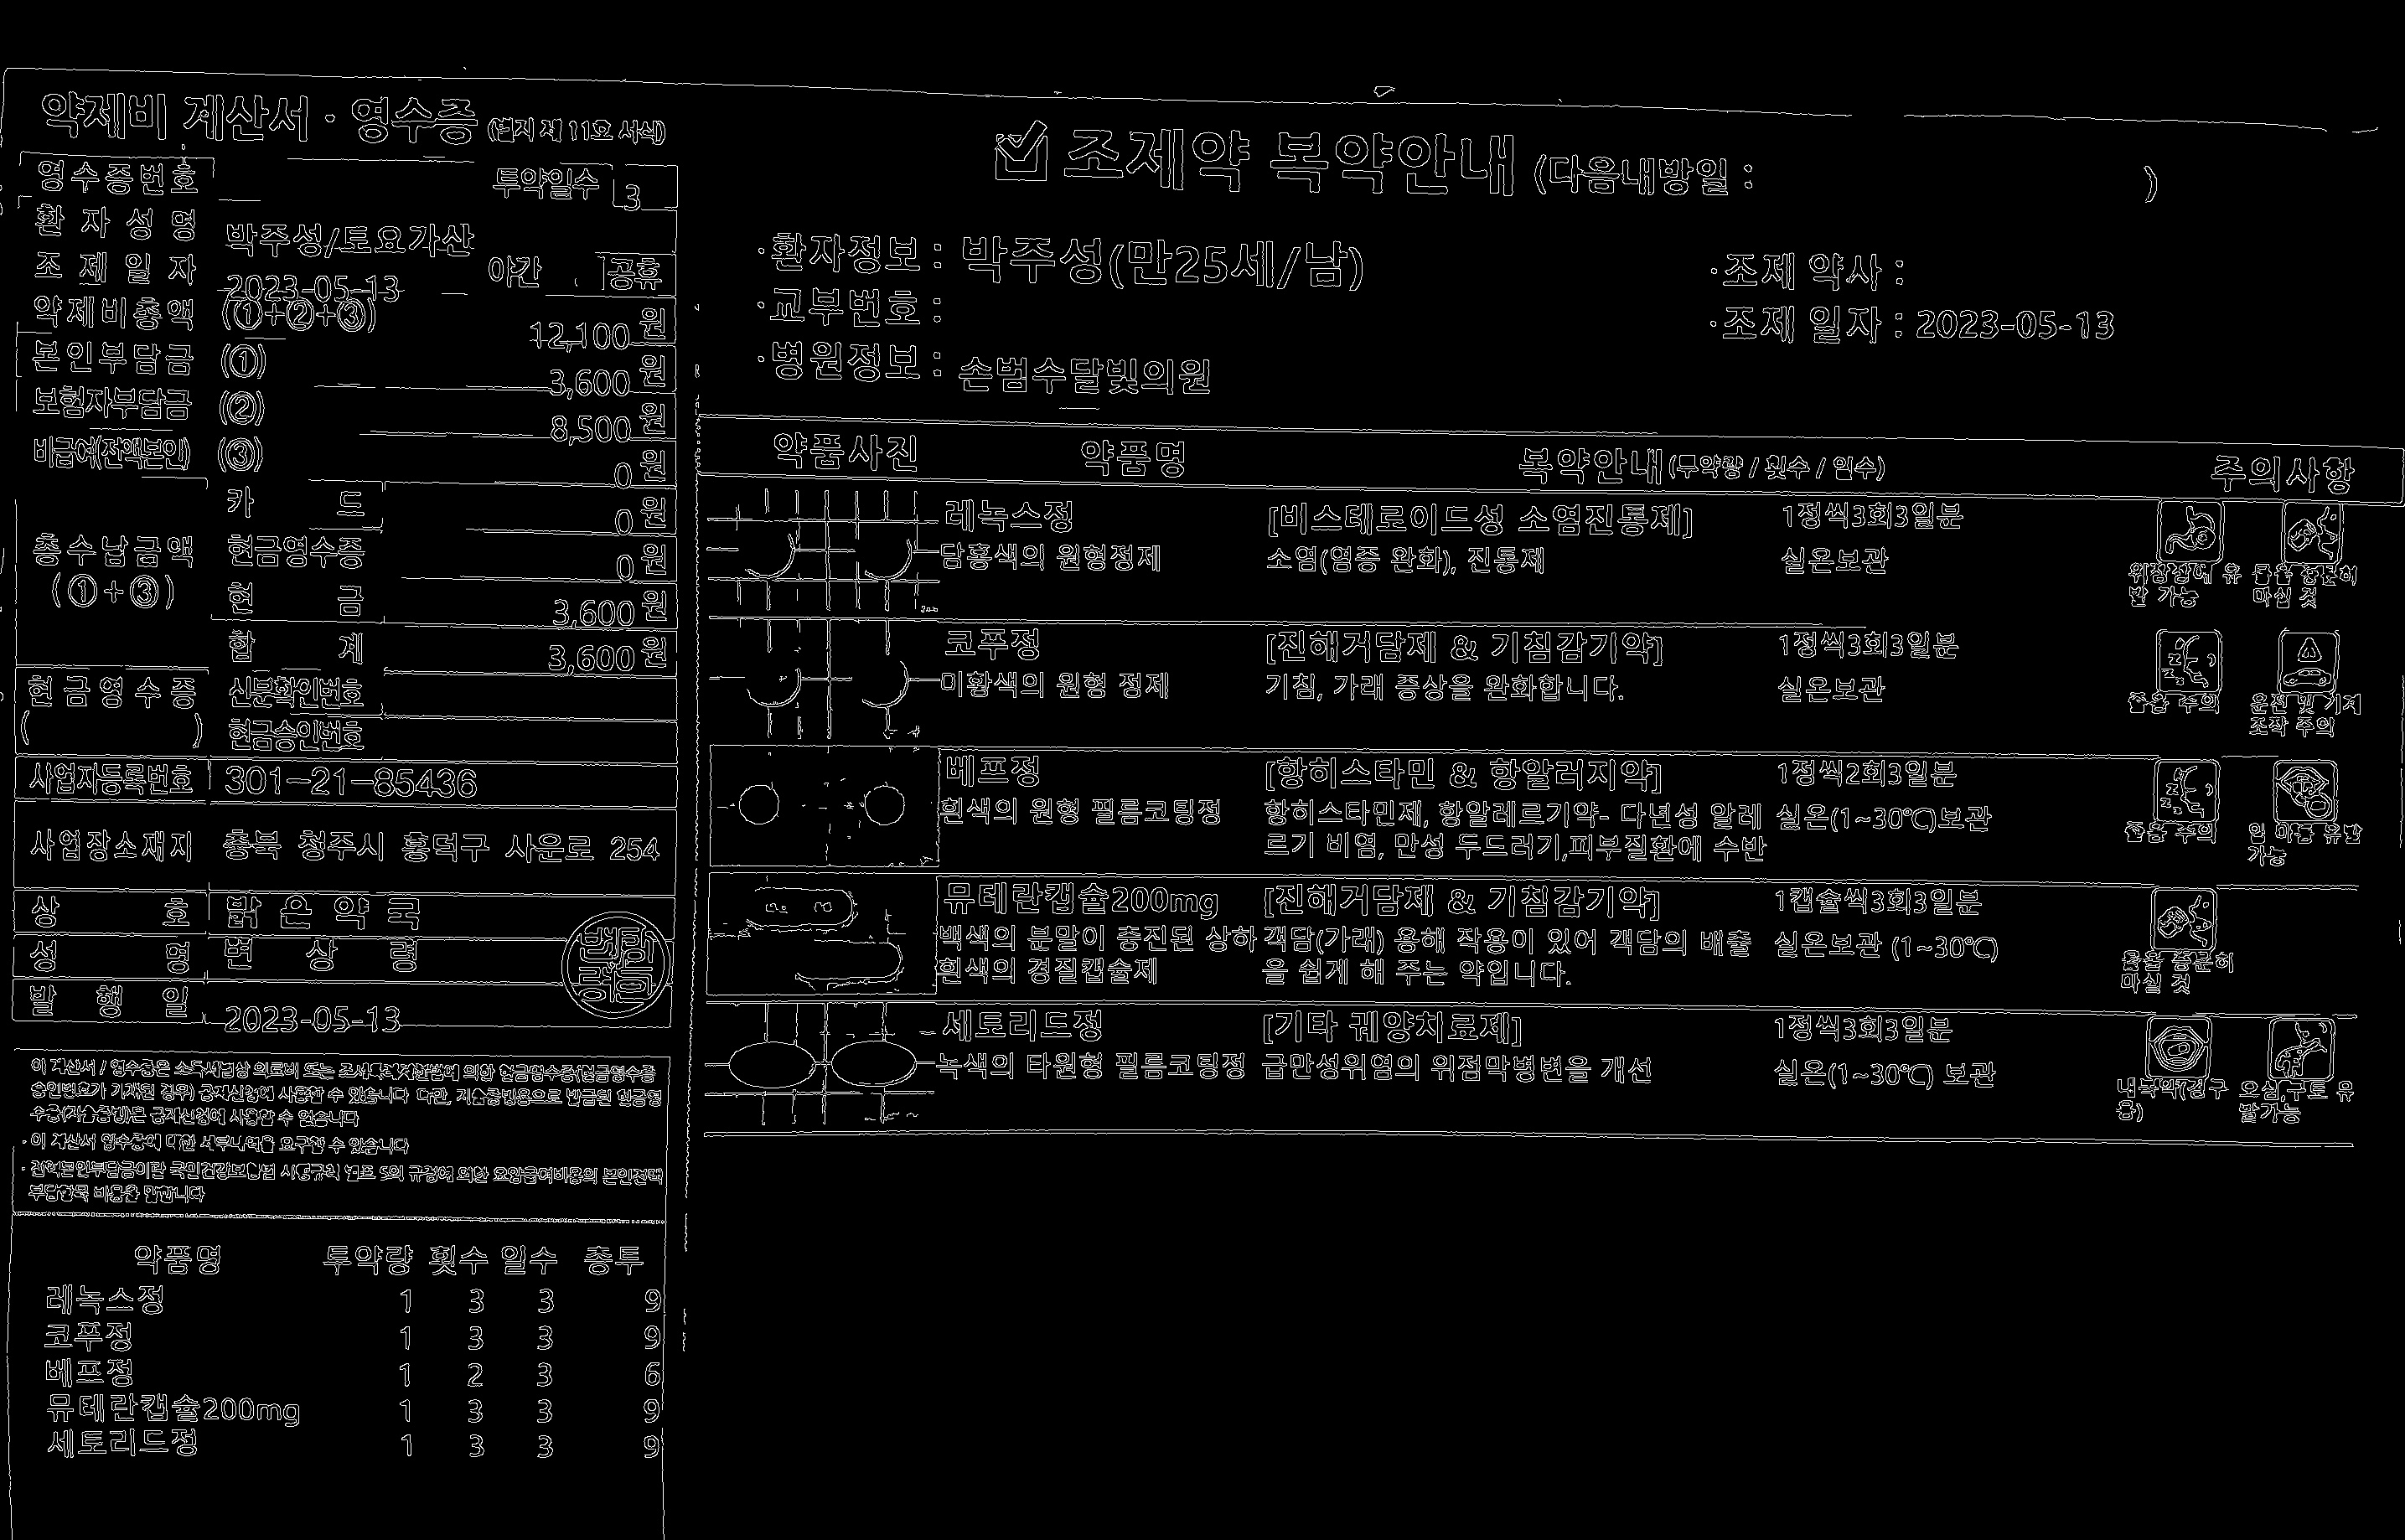 약제비 계산서 · 영수증 (별지 제 11호 서식)
영수증번호 투약일수 3
환자성명 박주성/토요가산
조제일자 2023-05-13 야간 공휴
약제비총액 (①+②+③) 12,100 원
본인부담금 (①) 3,600 원
보험자부담금 (②) 8,500 원
비급여(전액본인) (③) 0 원
총수납금액 (①+③)
카드 0 원
현금영수증 0 원
현금 3,600 원
합계 3,600 원
현금영수증 ( )
신분확인번호
현금승인번호
사업자등록번호 301-21-85436
사업장소재지 충북 청주시 흥덕구 사운로 254
상호 밝은약국
성명 변상령
발행일 2023-05-13
이 계산서 / 영수증은 소득세법상 의료비 또는 조세특례제한법에 의한 현금영수증(현금영수증
승인번호가 기재된 경우) 공제신청에 사용할 수 있습니다 다만, 지출증빙용으로 발급된 현금영
수증(지출증빙)은 공제신청에 사용할 수 없습니다
· 이 계산서 영수증에 대한 세부내역을 요구할 수 있습니다
· 전액본인부담금이란 국민건강보험법 시행규칙 별표 5의 규정에 의한 요양급여비용의 본인전액
부담항목 비용을 말합니다
약품명 투약량 횟수 일수 총투
레녹스정 1 3 3 9
코푸정 1 3 3 9
베프정 1 2 3 6
뮤테란캡슐200mg 1 3 3 9
세토리드정 1 3 3 9
조제약 복약안내 (다음내방일 : )
·환자정보 : 박주성(만25세/남)
·조제 약사 :
·교부번호 :
·조제 일자 : 2023-05-13
·병원정보 : 손범수달빛의원
약품사진 약품명 복약안내(투약량 / 횟수 / 일수) 주의사항
레녹스정 [비스테로이드성 소염진통제] 1정씩3회3일분
담홍색의 원형정제 소염(염증 완화), 진통제 실온보관
위장장애 유발 가능 물을 충분히 마실 것
코푸정 [진해거담제 & 기침감기약] 1정씩3회3일분
미황색의 원형 정제 기침, 가래 증상을 완화합니다. 실온보관
졸음 주의 운전 및 기계조작 주의
베프정 [항히스타민 & 항알러지약] 1정씩2회3일분
흰색의 원형 필름코팅정 항히스타민제, 항알레르기약- 다년성 알레 실온(1~30℃)보관
르기 비염, 만성 두드러기,피부질환에 수반
졸음 주의 입 마름 유발 가능
뮤테란캡슐200mg [진해거담제 & 기침감기약] 1캡슐씩3회3일분
백색의 분말이 충진된 상하 객담(가래) 용해 작용이 있어 객담의 배출 실온보관 (1~30℃)
흰색의 경질캡슐제 을 쉽게 해 주는 약입니다.
물을 충분히 마실 것
세토리드정 [기타 궤양치료제] 1정씩3회3일분
녹색의 타원형 필름코팅정 급만성위염의 위점막병변을 개선 실온(1~30℃) 보관
내복약(경구용) 오심,구토 유발가능